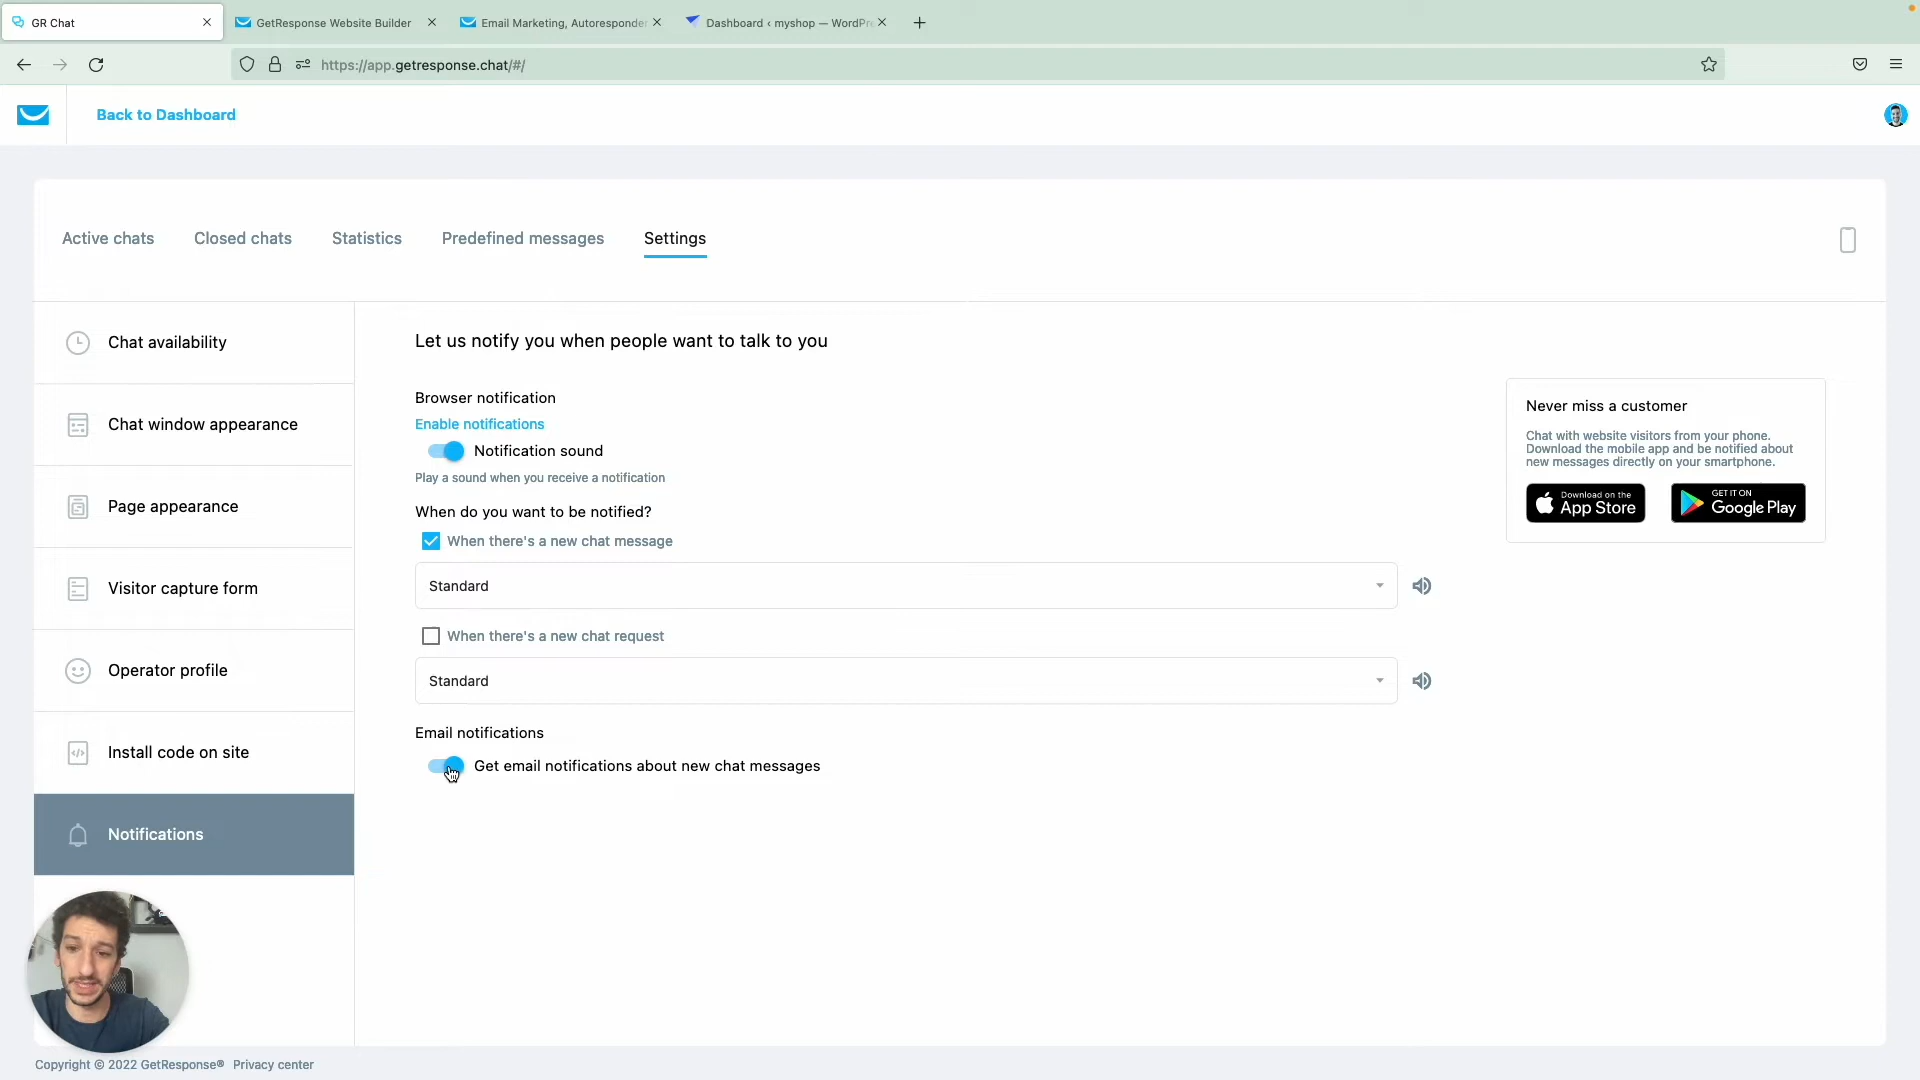 GR Chat
GetResponse Website Builder
Email Marketing, Autoresponder
Dashboard ‹ myshop — WordPre
https://app.getresponse.chat/#/
Back to Dashboard
Active chats
Closed chats
Statistics
Predefined messages
Settings
Chat availability
Chat window appearance
Page appearance
Visitor capture form
Operator profile
Install code on site
Notifications
Let us notify you when people want to talk to you
Browser notification
Enable notifications
Notification sound
Play a sound when you receive a notification
When do you want to be notified?
When there's a new chat message
Standard
When there's a new chat request
Standard
Email notifications
Get email notifications about new chat messages
Never miss a customer
Chat with website visitors from your phone.
Download the mobile app and be notified about
new messages directly on your smartphone.
Download on the
App Store
GET IT ON
Google Play
Copyright © 2022 GetResponse® Privacy center